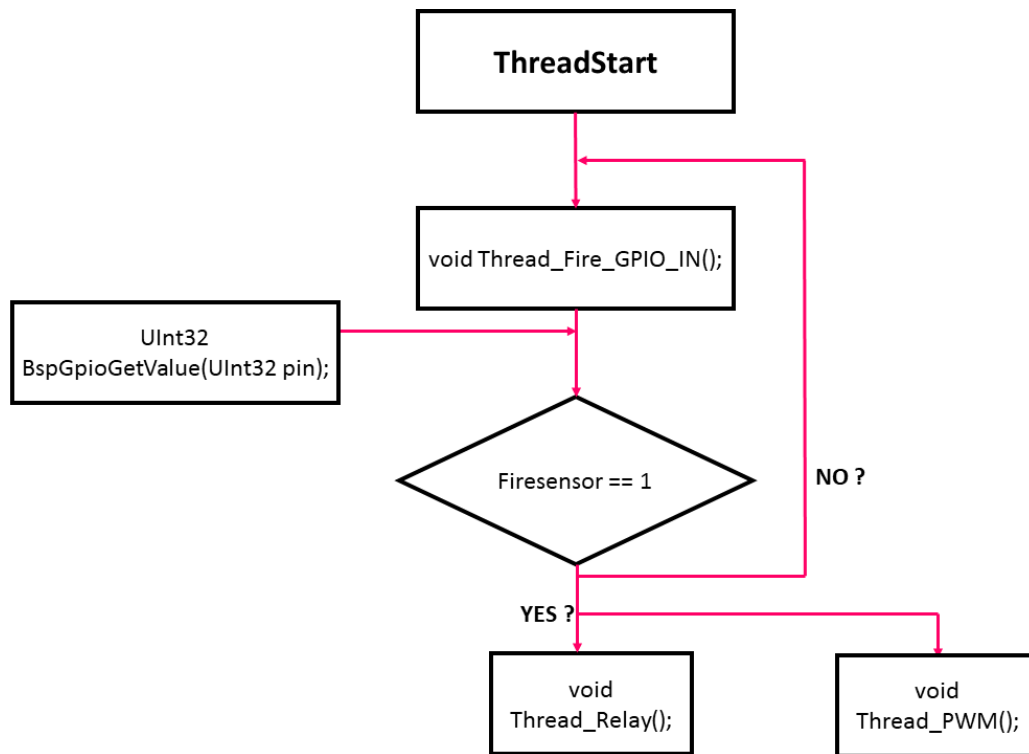 ThreadStart
void Thread_Fire_GPIO_IN();
UInt32
BspGpioGetValue(UInt32 pin);
Firesensor == 1
NO ?
YES ?
void
Thread_Relay();
void
Thread_PWM();